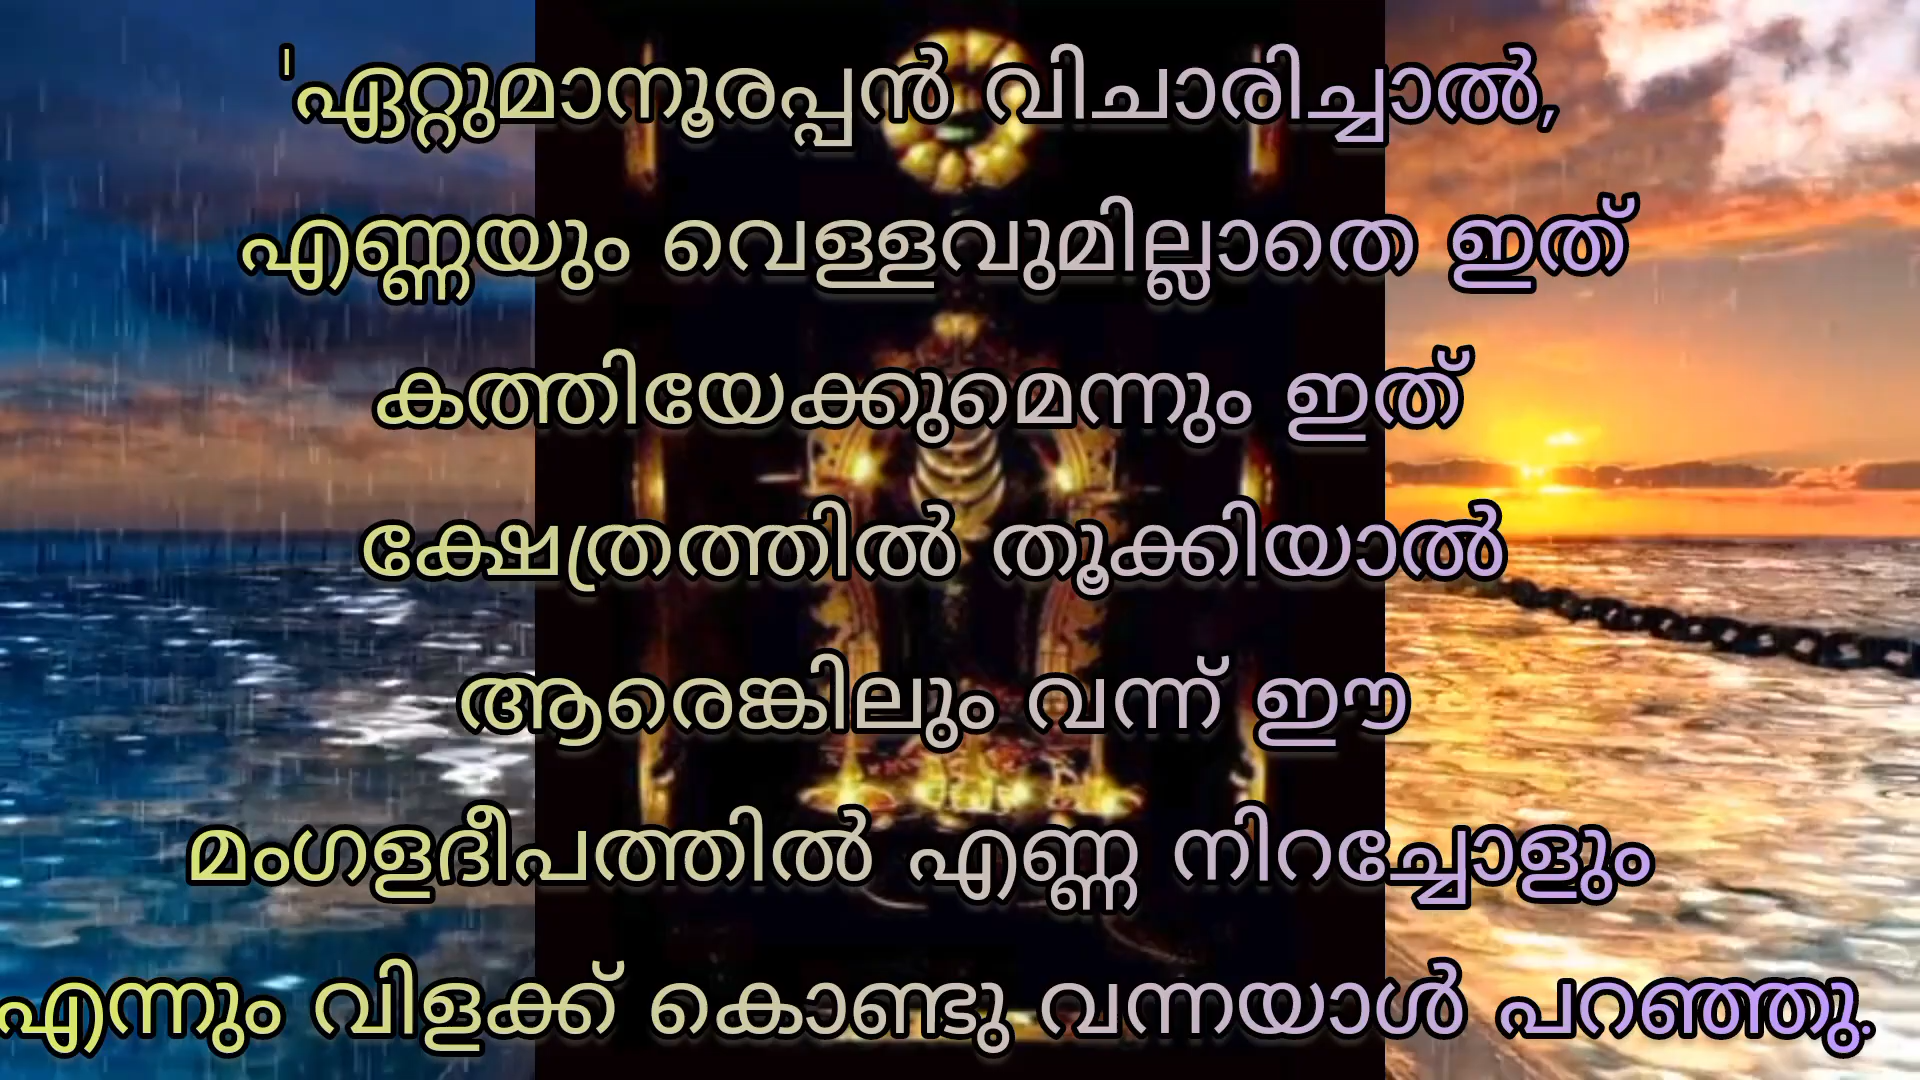 'ഏറ്റുമാനൂരപ്പൻ വിചാരിച്ചാൽ,
എണ്ണയും വെള്ളവുമില്ലാതെ ഇത്
കത്തിയേക്കുമെന്നും ഇത്
ക്ഷേത്രത്തിൽ തൂക്കിയാൽ
ആരെങ്കിലും വന്ന് ഈ
മംഗളദീപത്തിൽ എണ്ണ നിറച്ചോളും
എന്നും വിളക്ക് കൊണ്ടു വന്നയാൾ പറഞ്ഞു.